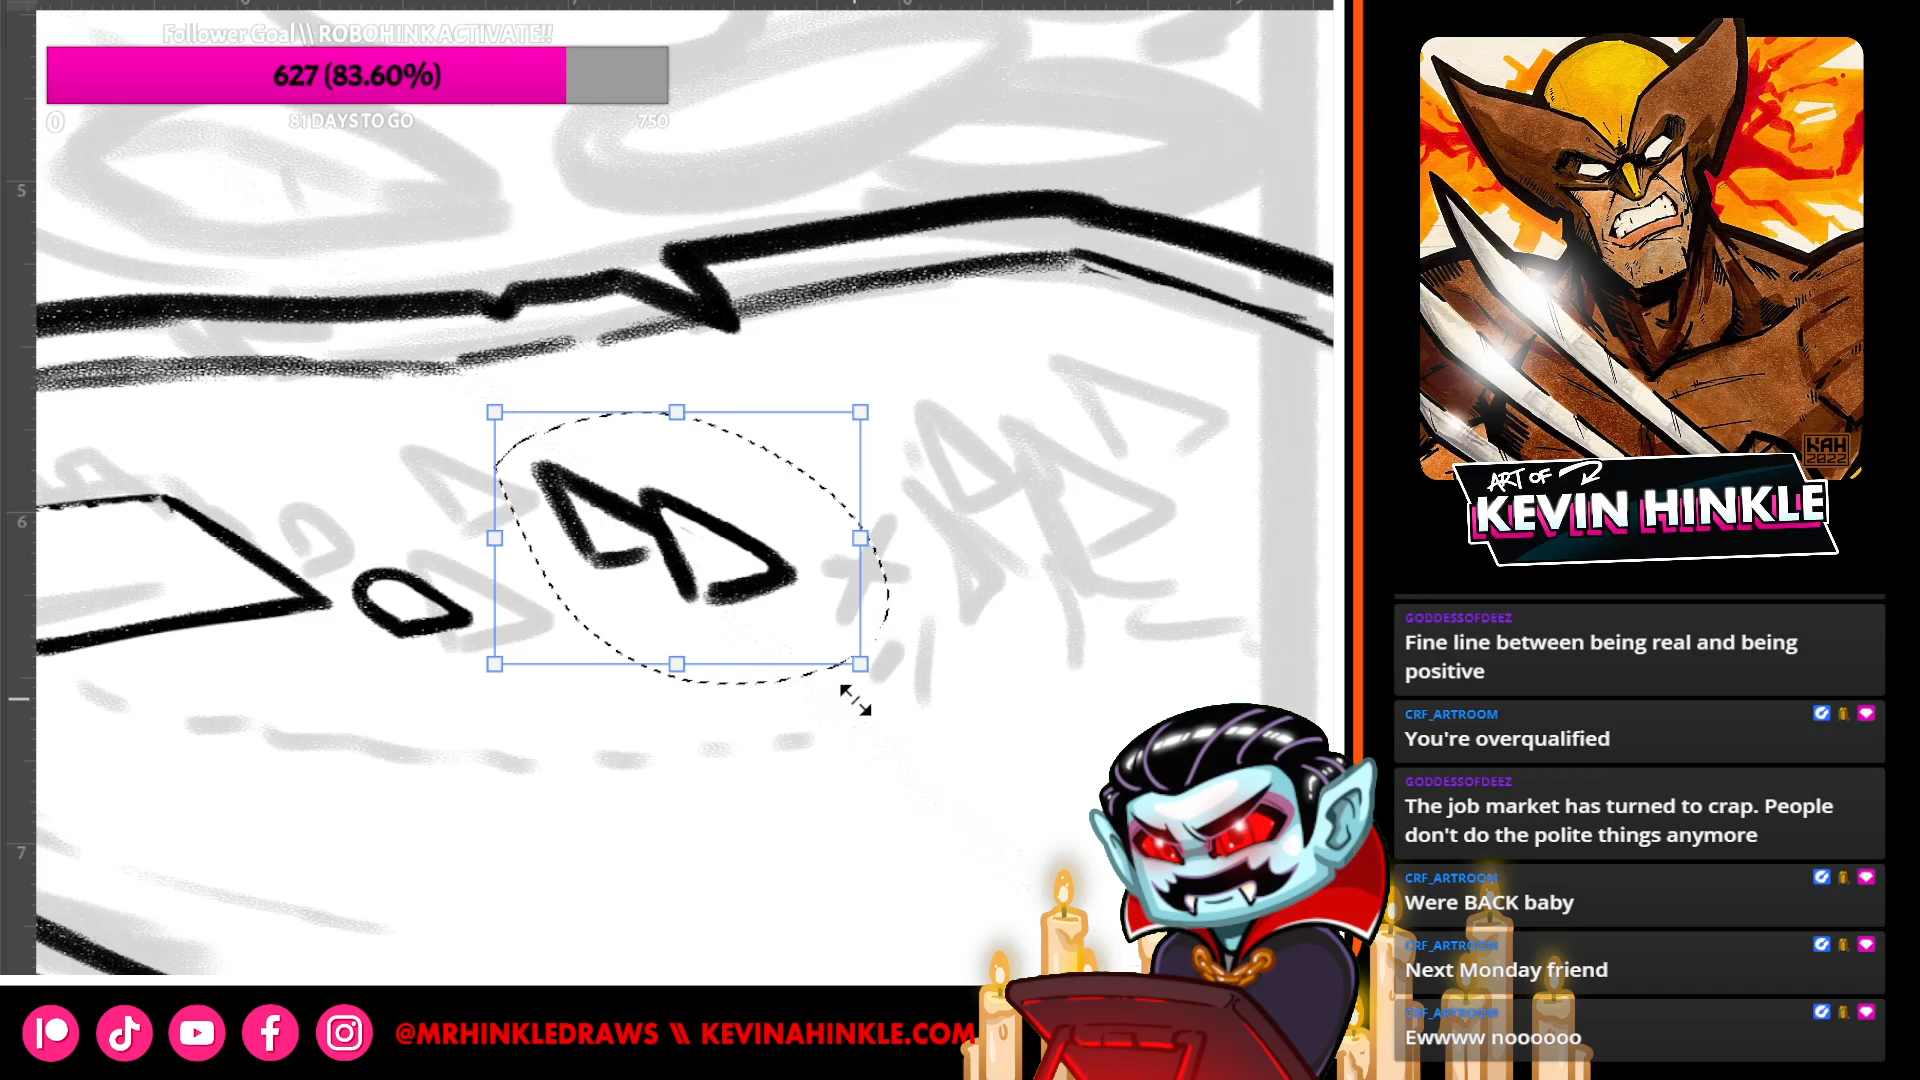 Follower Goal \\ ROBOHINK ACTIVATE!!
627 (83.60%)
0
81 DAYS TO GO
750
5
6
7
KAH
2022
ART OF
KEVIN HINKLE
GODDESSOFDEEZ
Fine line between being real and being
positive
CRF_ARTROOM
You're overqualified
GODDESSOFDEEZ
The job market has turned to crap. People
don't do the polite things anymore
CRF_ARTROOM
Were BACK baby
CRF_ARTROOM
Next Monday friend
CRF_ARTROOM
Ewwww noooooo
@MRHINKLEDRAWS \\ KEVINAHINKLE.COM